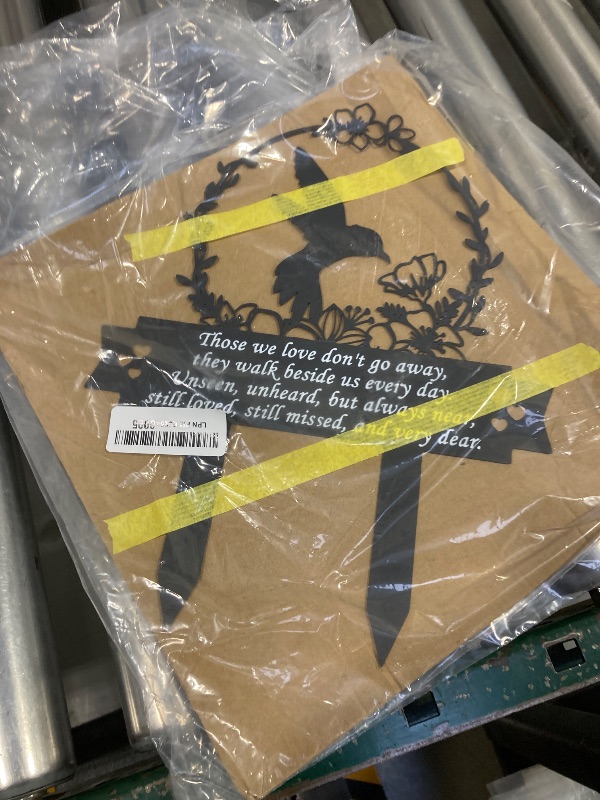 Those we love don't go away,
they walk beside us every day.
Unseen, unheard, but always near,
still loved, still missed, and very dear.
LPN